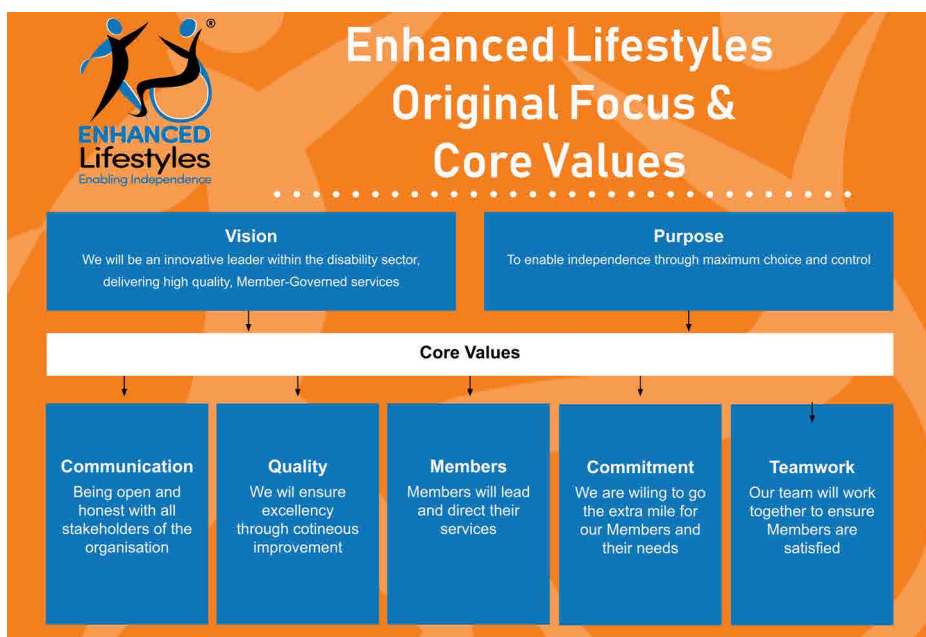 ®
ENHANCED
Lifestyles
Enabling Independence
Enhanced Lifestyles
Original Focus &
Core Values
Vision
We will be an innovative leader within the disability sector,
delivering high quality, Member-Governed services
Purpose
To enable independence through maximum choice and control
Core Values
Communication
Being open and
honest with all
stakeholders of the
organisation
Quality
We wil ensure
excellency
through cotineous
improvement
Members
Members will lead
and direct their
services
Commitment
We are wiling to go
the extra mile for
our Members and
their needs
Teamwork
Our team will work
together to ensure
Members are
satisfied